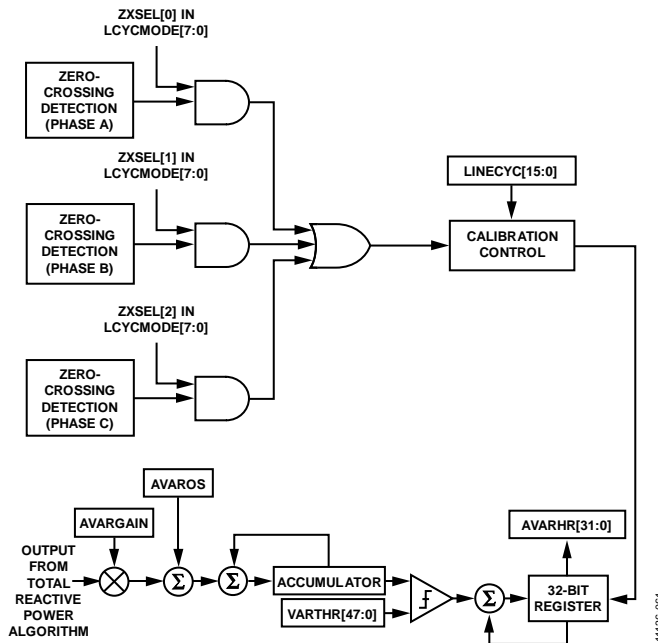 ZXSEL[0] IN
LCYCMODE[7:0]
ZERO-
CROSSING
DETECTION
(PHASE A)
ZXSEL[1] IN
LCYCMODE[7:0]
ZERO-
CROSSING
DETECTION
(PHASE B)
LINECYC[15:0]
CALIBRATION
CONTROL
ZXSEL[2] IN
LCYCMODE[7:0]
ZERO-
CROSSING
DETECTION
(PHASE C)
AVAROS
AVARGAIN
AVARHR[31:0]
OUTPUT
FROM
TOTAL
REACTIVE
POWER
ALGORITHM
Σ
Σ
ACCUMULATOR
VARTHR[47:0]
Σ
32-BIT
REGISTER